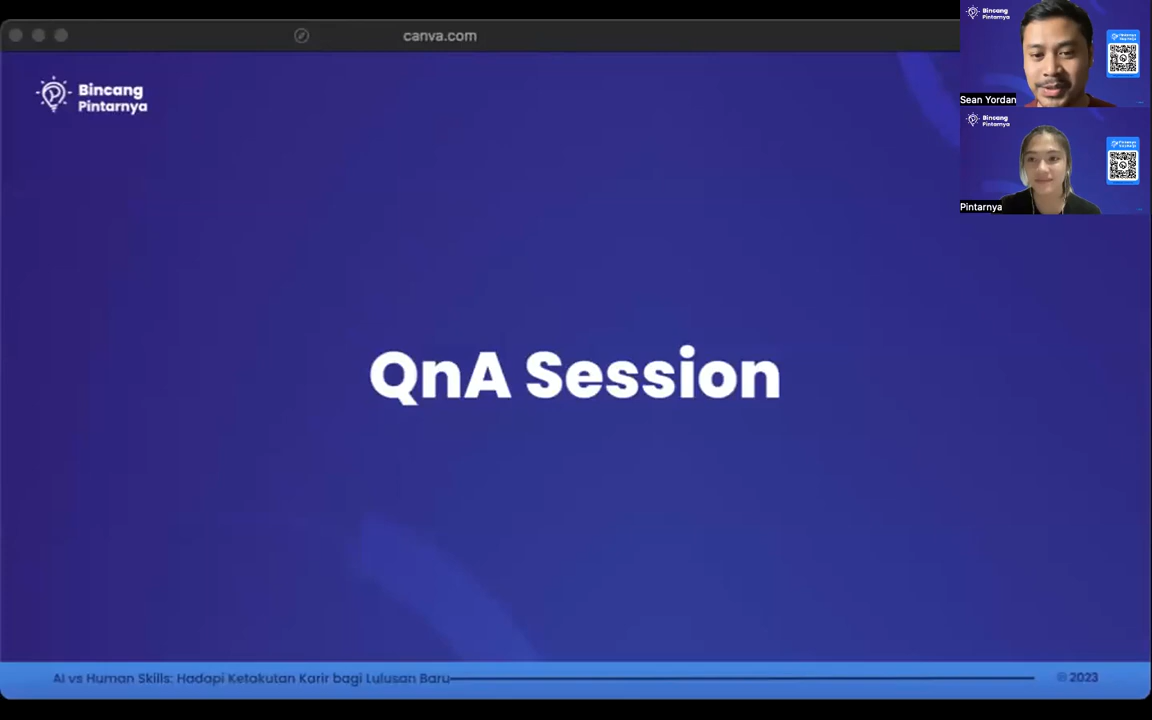 canva.com
Bincang
Pintarnya
QnA Session
AI vs Human Skills: Hadapi Ketakutan Karir bagi Lulusan Baru
© 2023
Bincang
Pintarnya
Sean Yordan
Bincang
Pintarnya
Pintarnya